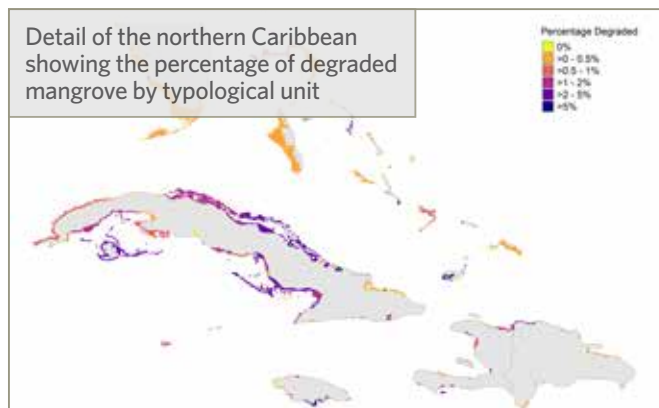 Detail of the northern Caribbean
showing the percentage of degraded
mangrove by typological unit
Percentage Degraded
0%
>0 - 0.5%
>0.5 - 1%
>1 - 2%
>2 - 5%
>5%